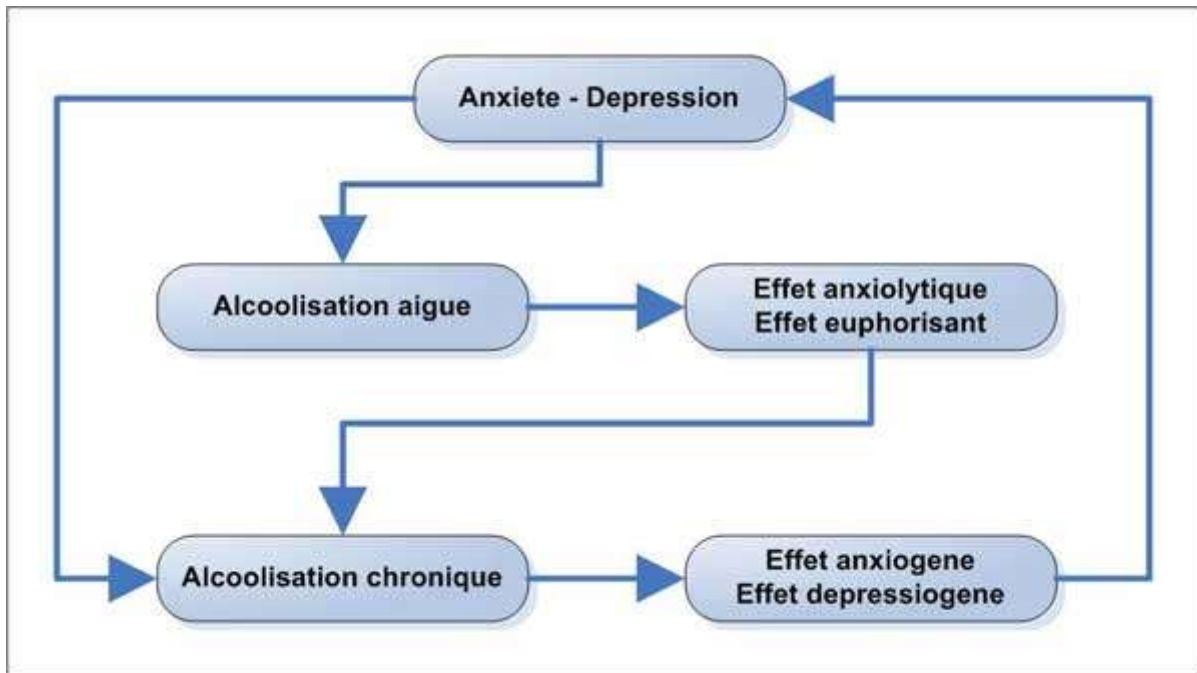 Anxiete - Depression
Alcoolisation aigue
Effet anxiolytique
Effet euphorisant
Alcoolisation chronique
Effet anxiogene
Effet depressiogene